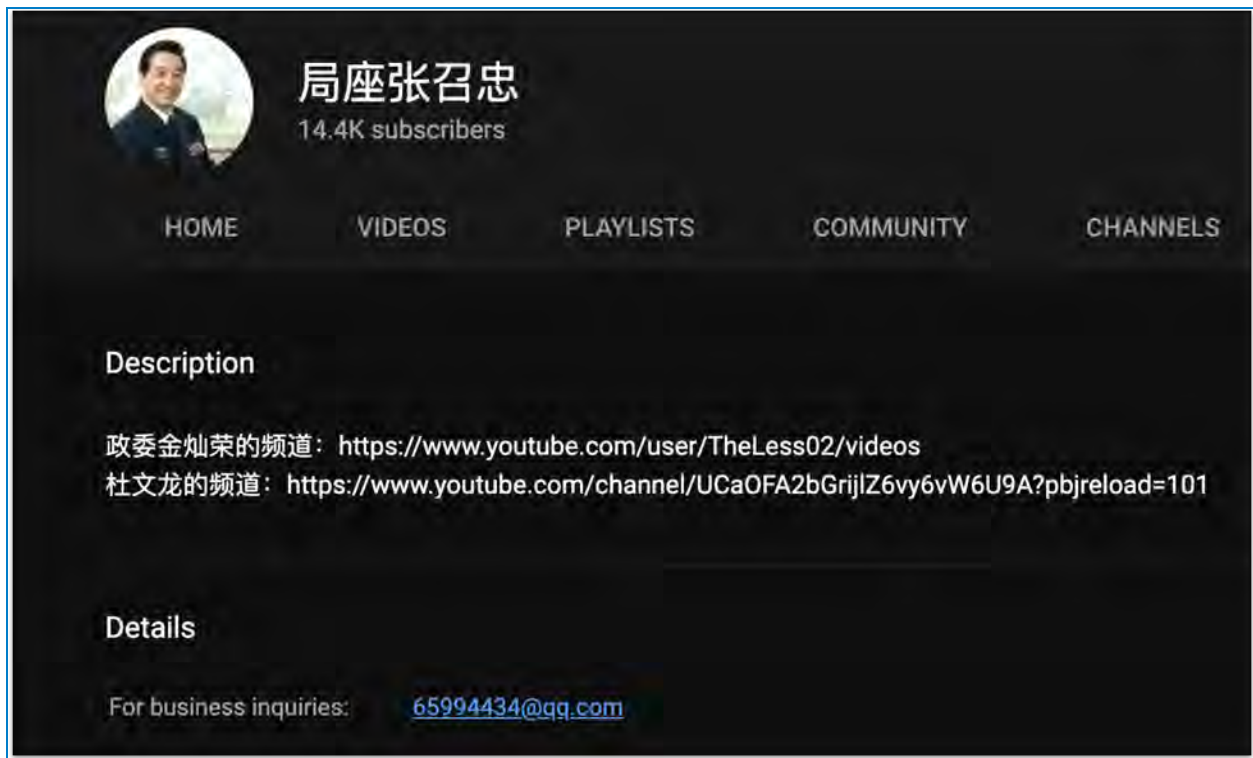 局座张召忠
14.4K subscribers
HOME VIDEOS PLAYLISTS COMMUNITY CHANNELS
Description
政委金灿荣的频道：https://www.youtube.com/user/TheLess02/videos
杜文龙的频道：https://www.youtube.com/channel/UCaOFA2bGrijlZ6vy6vW6U9A?pbjreload=101
Details
For business inquiries: 65994434@qq.com